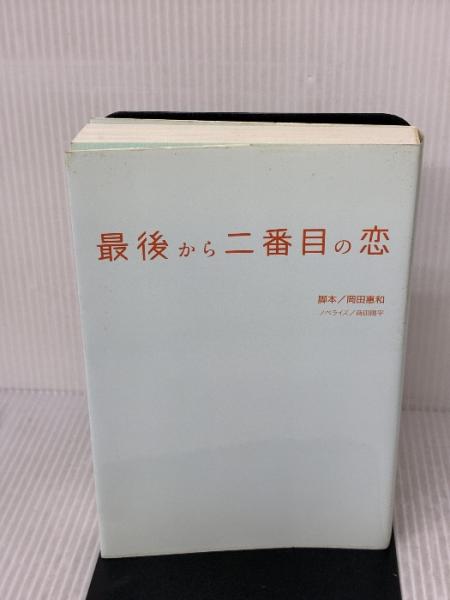 最後から二番目の恋
脚本／岡田惠和
ノベライズ／蒔田陽平